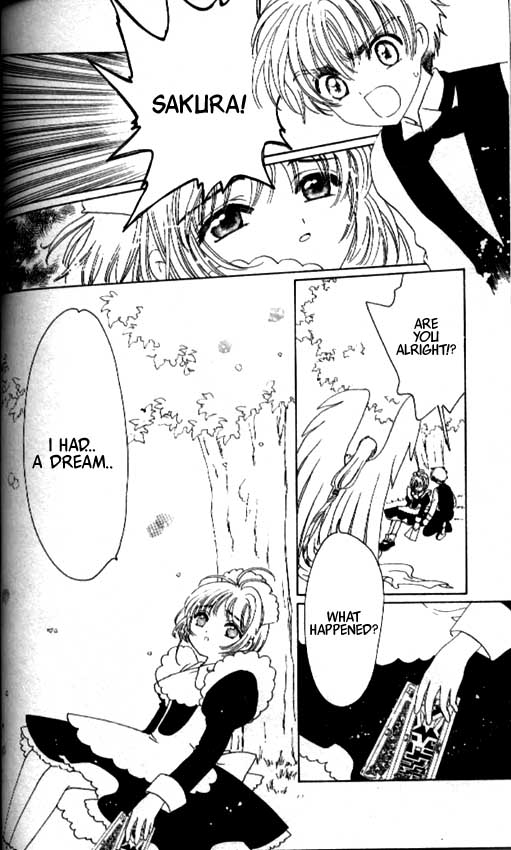 SAKURA!
ARE
YOU
ALRIGHT!?
WHAT
HAPPENED?
I HAD..
A DREAM..